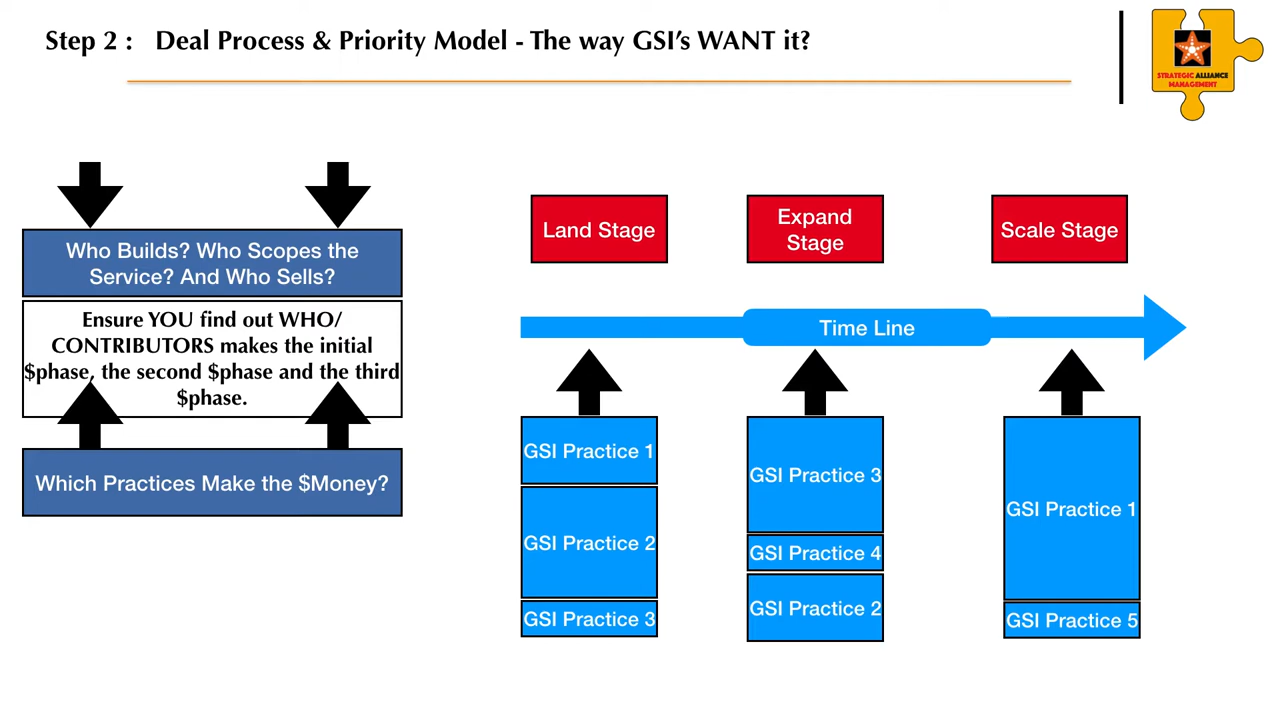 Step 2 : Deal Process & Priority Model - The way GSI's WANT it?
STRATEGIC ALLIANCE
MANAGEMENT
Who Builds? Who Scopes the
Service? And Who Sells?
Ensure YOU find out WHO/
CONTRIBUTORS makes the initial
$phase, the second $phase and the third
$phase.
Which Practices Make the $Money?
Land Stage
Expand
Stage
Scale Stage
Time Line
GSI Practice 1
GSI Practice 2
GSI Practice 3
GSI Practice 3
GSI Practice 4
GSI Practice 2
GSI Practice 1
GSI Practice 5